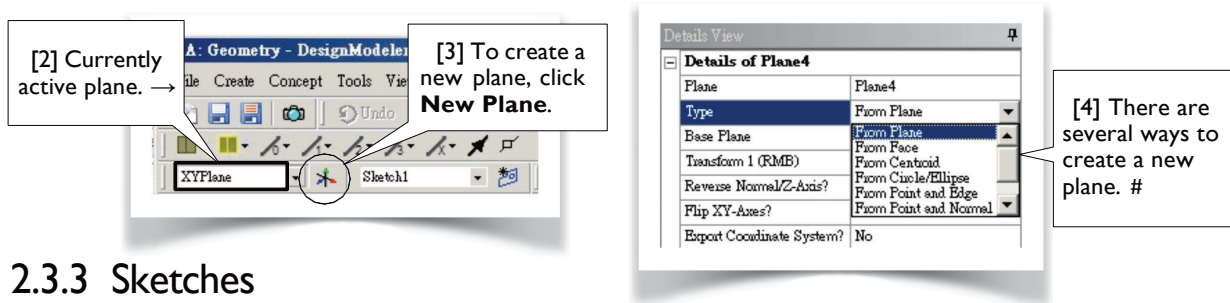 [2] Currently
active plane. →
A: Geometry - DesignModeler
File Create Concept Tools
Undo
XYPlane
Sketch1
[3] To create a
new plane, click
New Plane.
Details View
Details of Plane4
Plane Plane4
Type From Plane
Base Plane
From Plane
From Face
Transform 1 (RMB)
From Centroid
From Circle/Ellipse
Reverse Normal/Z-Axis?
From Point and Edge
Flip XY-Axes?
From Point and Normal
Export Coordinate System? No
[4] There are
several ways to
create a new
plane. #
2.3.3 Sketches